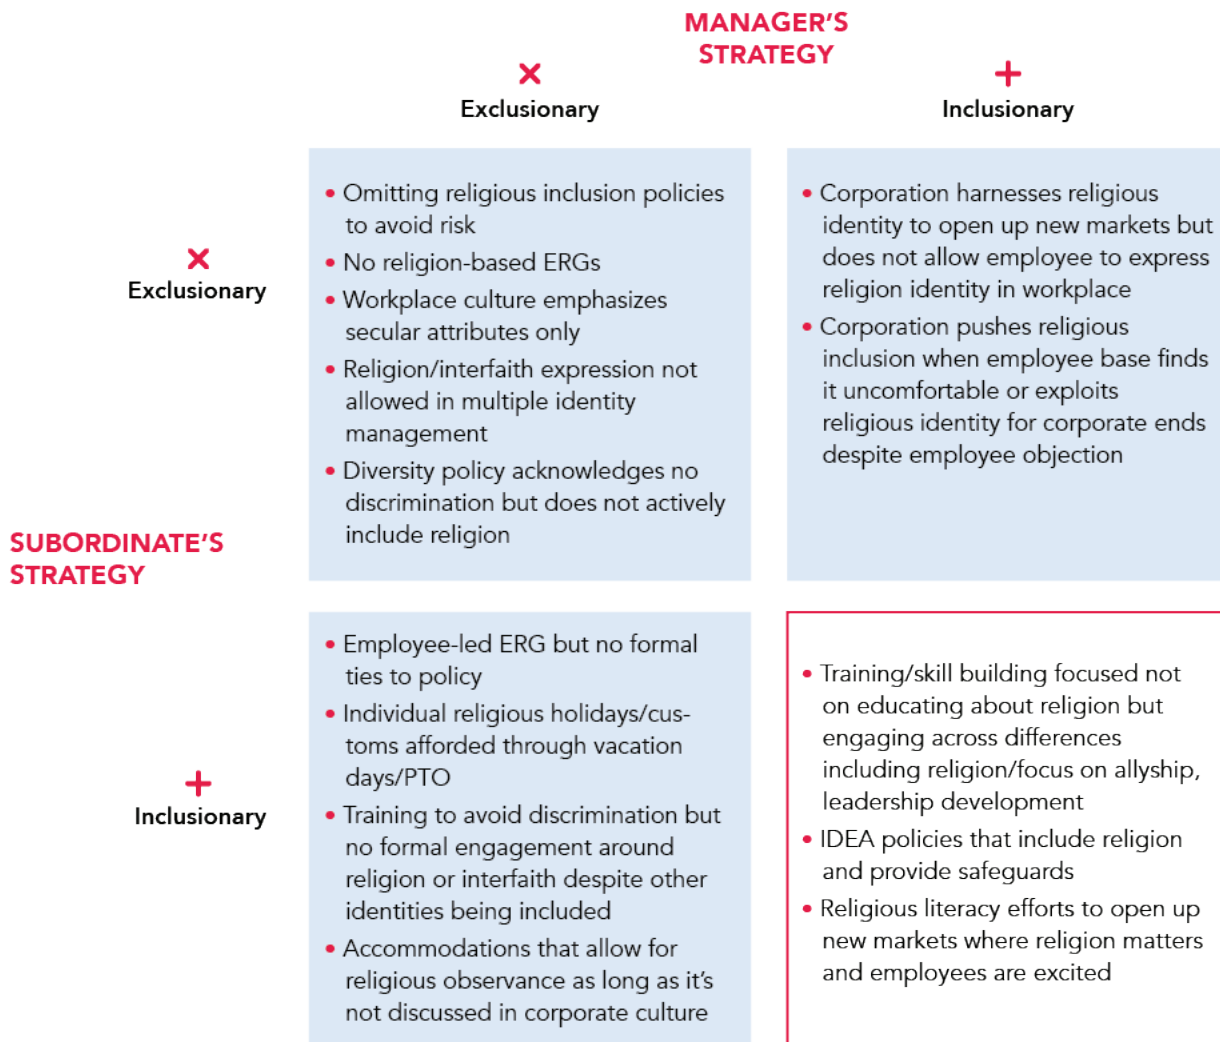 MANAGER'S
STRATEGY
Exclusionary
Inclusionary
Exclusionary
• Omitting religious inclusion policies
to avoid risk
• No religion-based ERGs
• Workplace culture emphasizes
secular attributes only
• Religion/interfaith expression not
allowed in multiple identity
management
• Diversity policy acknowledges no
discrimination but does not actively
include religion
• Corporation harnesses religious
identity to open up new markets but
does not allow employee to express
religion identity in workplace
• Corporation pushes religious
inclusion when employee base finds
it uncomfortable or exploits
religious identity for corporate ends
despite employee objection
SUBORDINATE'S
STRATEGY
Inclusionary
• Employee-led ERG but no formal
ties to policy
• Individual religious holidays/cus-
toms afforded through vacation
days/PTO
• Training to avoid discrimination but
no formal engagement around
religion or interfaith despite other
identities being included
• Accommodations that allow for
religious observance as long as it's
not discussed in corporate culture
• Training/skill building focused not
on educating about religion but
engaging across differences
including religion/focus on allyship,
leadership development
• IDEA policies that include religion
and provide safeguards
• Religious literacy efforts to open up
new markets where religion matters
and employees are excited